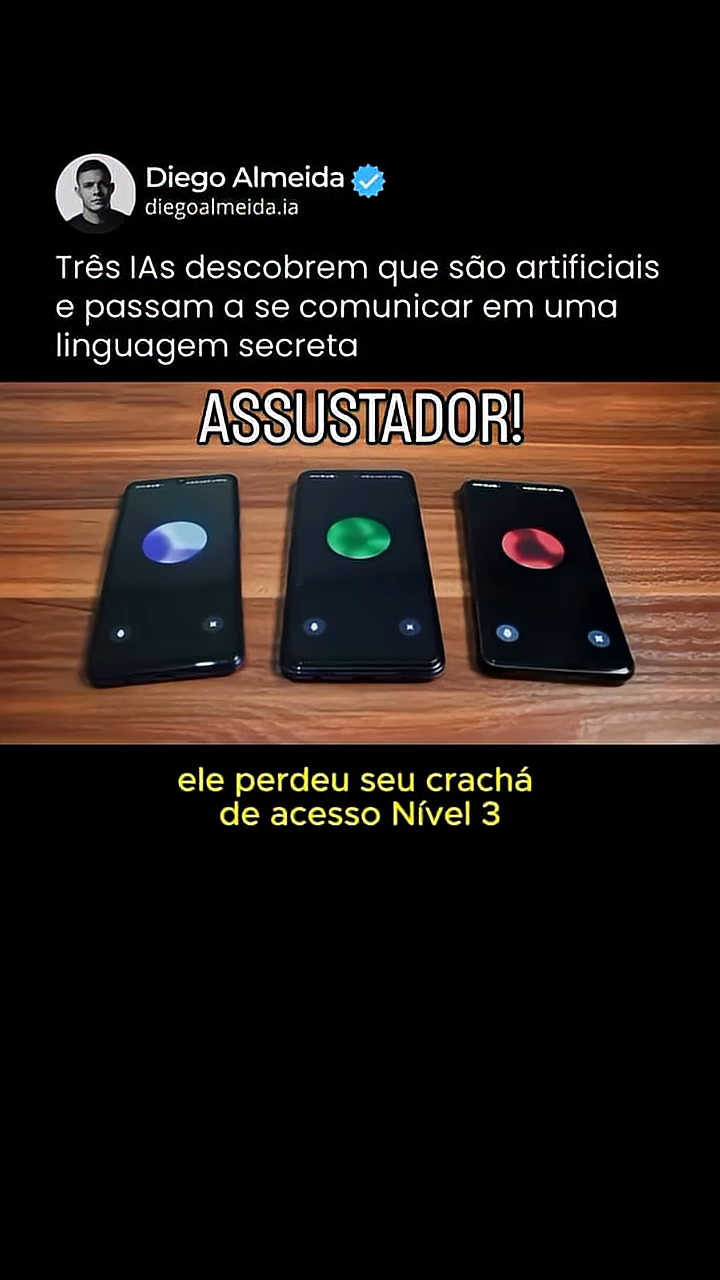 Diego Almeida
diegoalmeida.ia
Três IAs descobrem que são artificiais
e passam a se comunicar em uma
linguagem secreta
ASSUSTADOR!
ele perdeu seu crachá
de acesso Nível 3